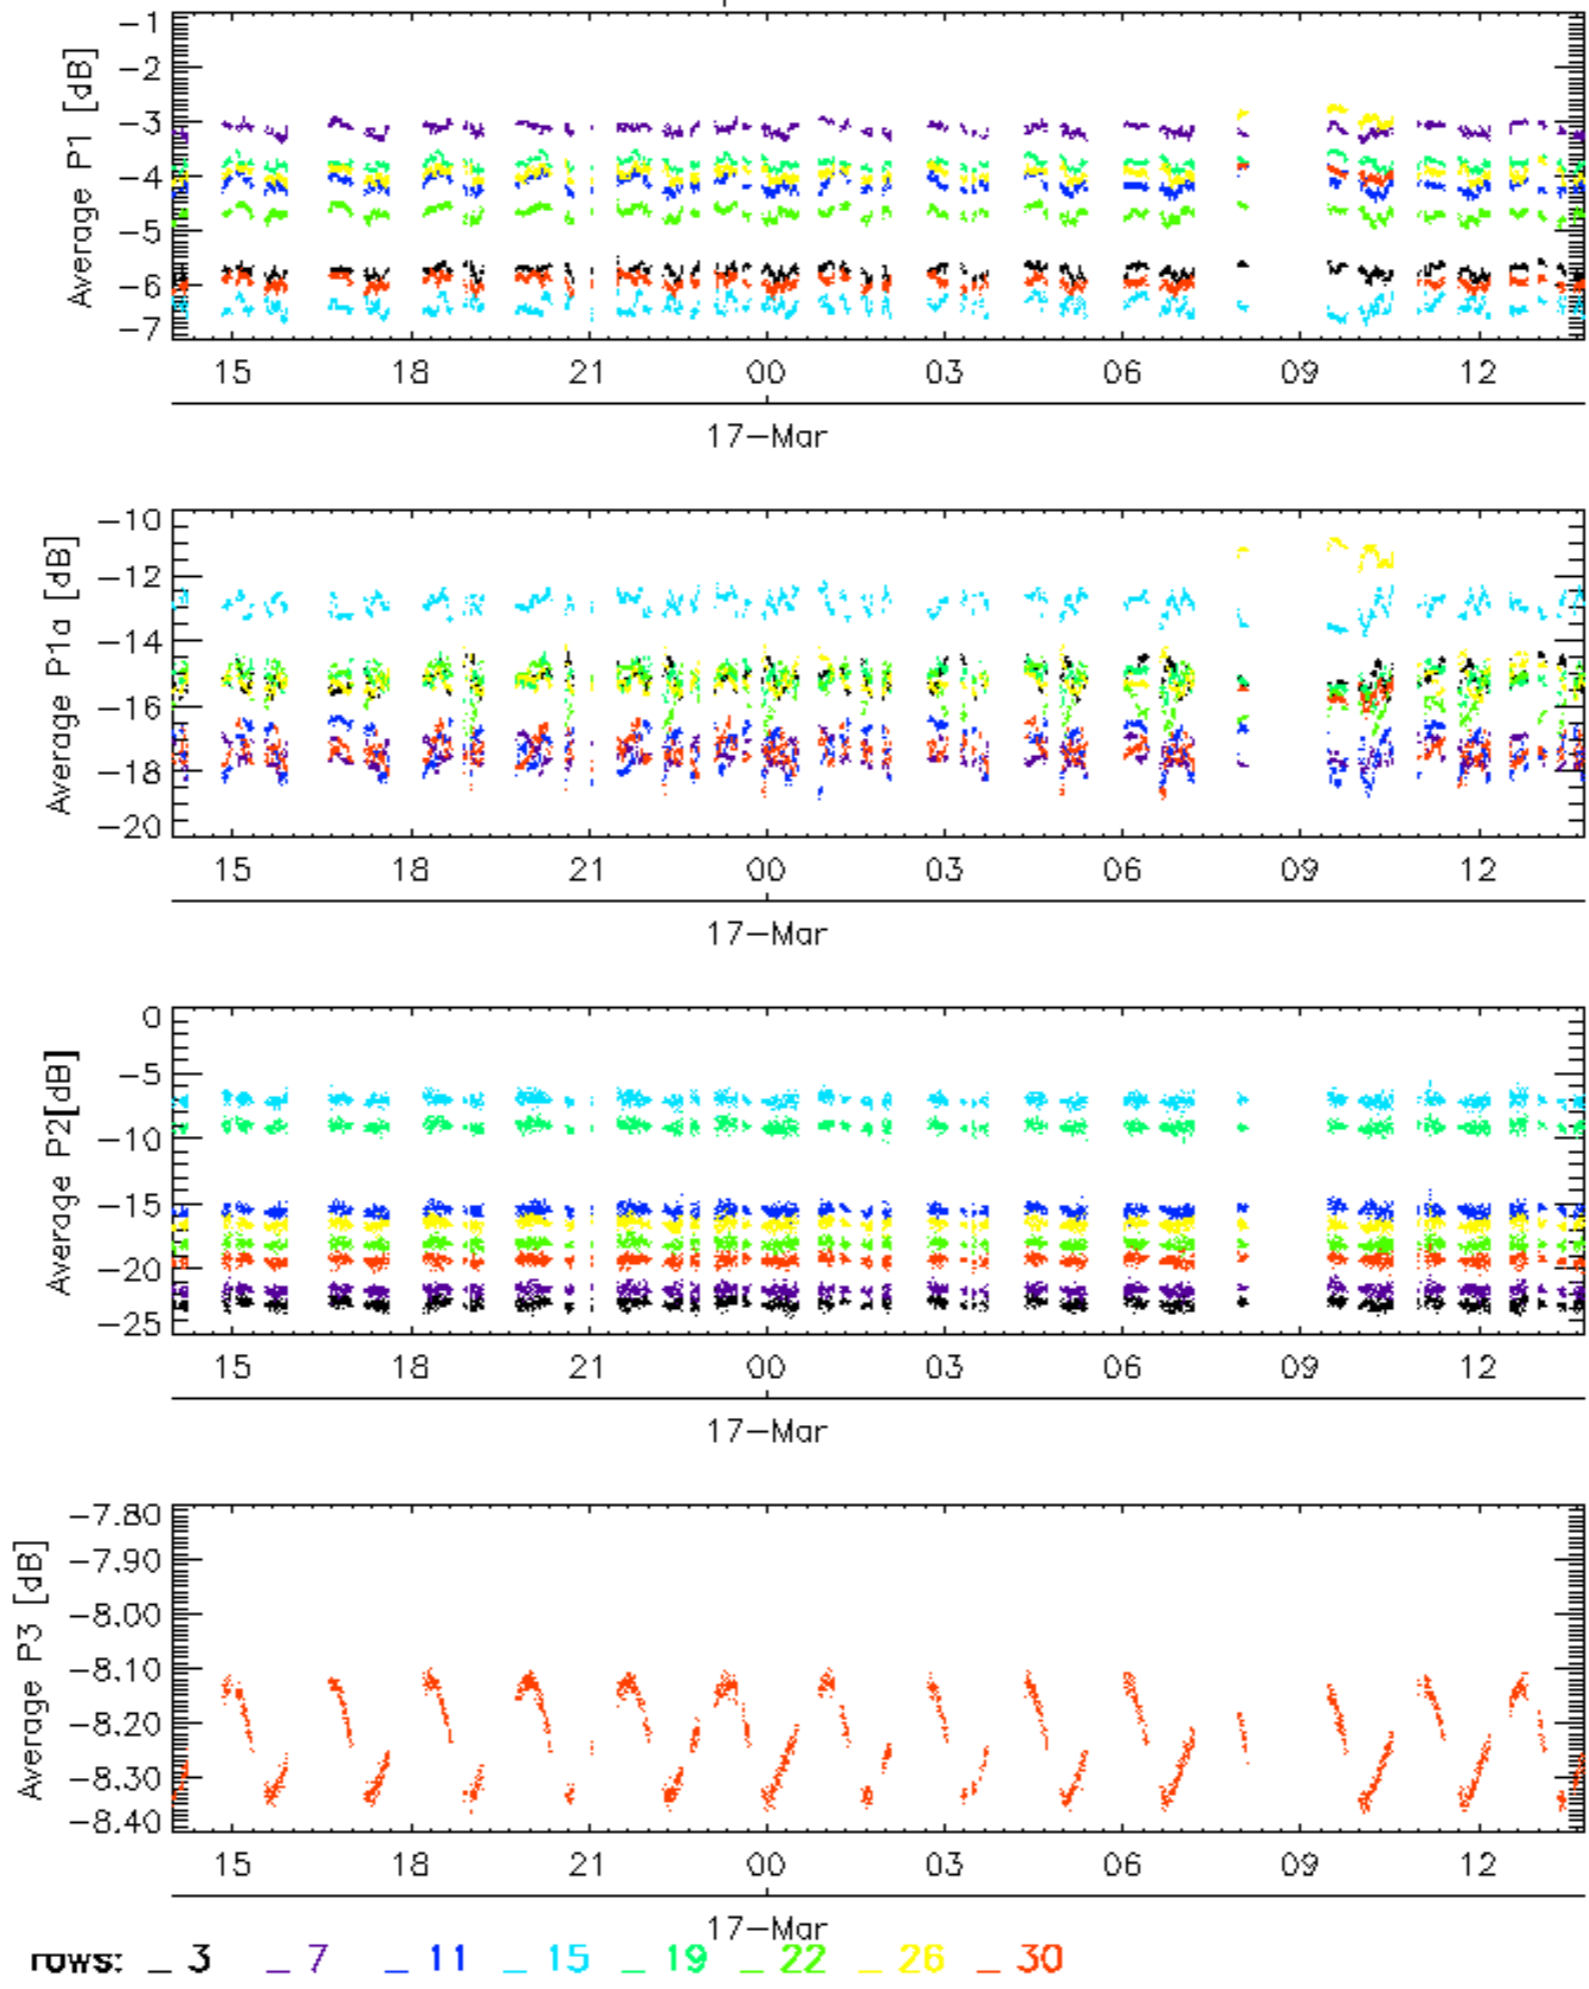 Average P1 [dB]
−1
−2
−3
−4
−5
−6
−7
15 18 21 00 03 06 09 12
17−Mar
Average P1a [dB]
−10
−12
−14
−16
−18
−20
15 18 21 00 03 06 09 12
17−Mar
Average P2[dB]
0
−5
−10
−15
−20
−25
15 18 21 00 03 06 09 12
17−Mar
Average P3 [dB]
−7.80
−7.90
−8.00
−8.10
−8.20
−8.30
−8.40
15 18 21 00 03 06 09 12
17−Mar
rows: _ 3 _ 7 _ 11 _ 15 _ 19 _ 22 _ 26 _ 30